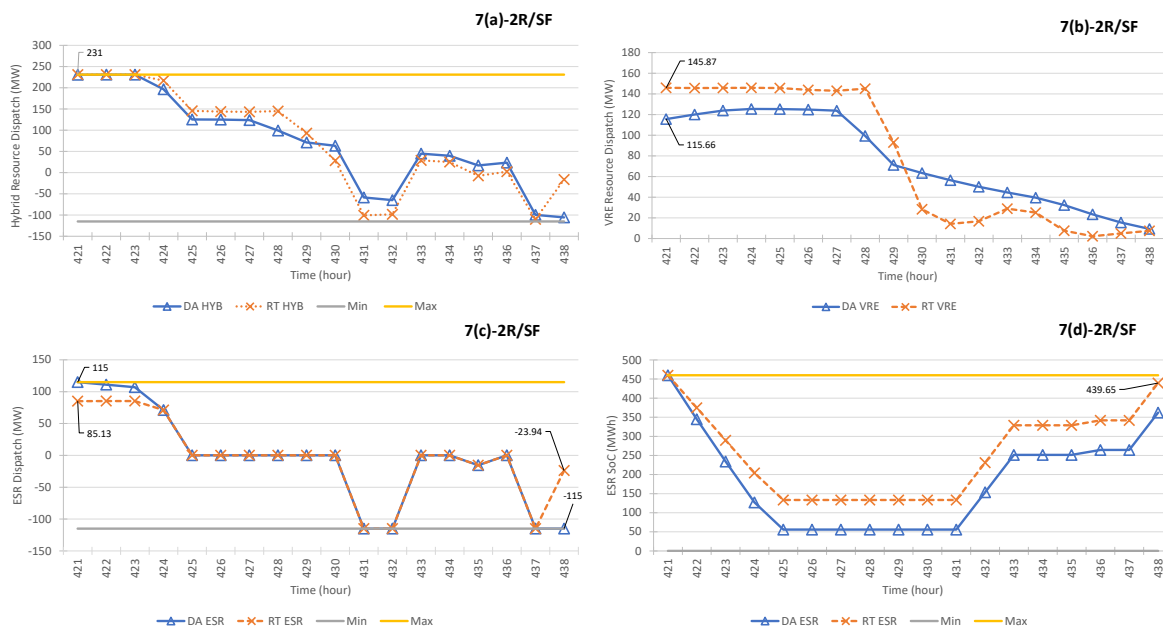 7(a)-2R/SF
300
250
200
150
100
50
0
-50
-100
-150
Hybrid Resource Dispatch (MW)
231
421 422 423 424 425 426 427 428 429 430 431 432 433 434 435 436 437 438
Time (hour)
DA HYB RT HYB Min Max
7(b)-2R/SF
180
160
140
120
100
80
60
40
20
0
VRE Resource Dispatch (MW)
145.87
115.66
421 422 423 424 425 426 427 428 429 430 431 432 433 434 435 436 437 438
Time (hour)
DA VRE RT VRE
7(c)-2R/SF
150
100
50
0
-50
-100
-150
ESR Dispatch (MW)
115
85.13
-23.94
-115
421 422 423 424 425 426 427 428 429 430 431 432 433 434 435 436 437 438
Time (hour)
DA ESR RT ESR Min Max
7(d)-2R/SF
500
450
400
350
300
250
200
150
100
50
0
ESR SoC (MWh)
439.65
421 422 423 424 425 426 427 428 429 430 431 432 433 434 435 436 437 438
Time (hour)
DA ESR RT ESR Min Max